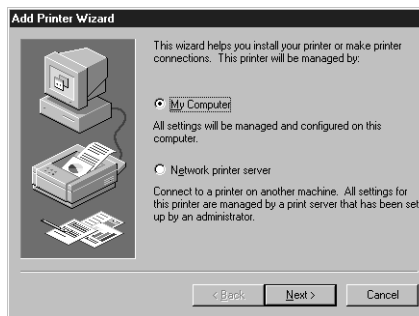 Add Printer Wizard
This wizard helps you install your printer or make printer
connections. This printer will be managed by:
My Computer
All settings will be managed and configured on this
computer.
Network printer server
Connect to a printer on another machine. All settings for
this printer are managed by a print server that has been set
up by an administrator.
< Back
Next >
Cancel